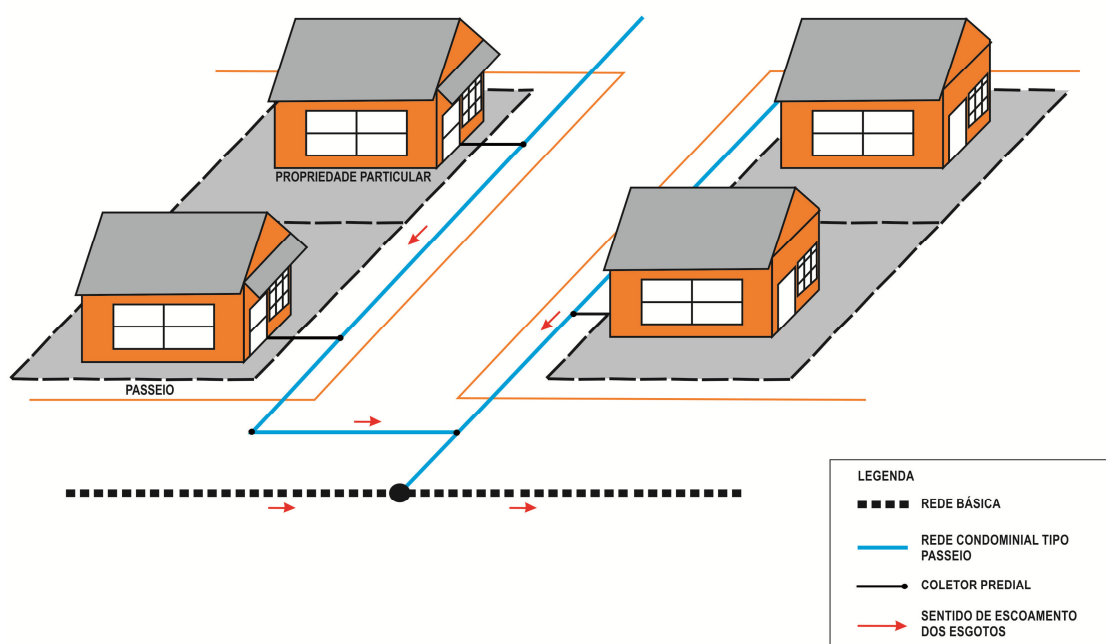 PROPRIEDADE PARTICULAR
PASSEIO
LEGENDA
REDE BÁSICA
REDE CONDOMINIAL TIPO
PASSEIO
COLETOR PREDIAL
SENTIDO DE ESCOAMENTO
DOS ESGOTOS